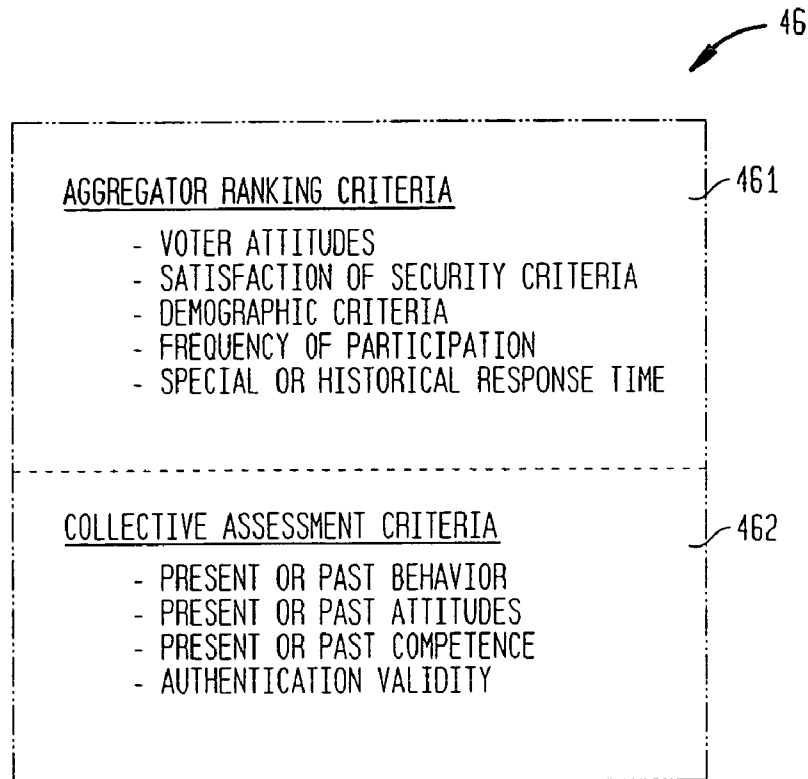 46
AGGREGATOR RANKING CRITERIA
461
- VOTER ATTITUDES
- SATISFACTION OF SECURITY CRITERIA
- DEMOGRAPHIC CRITERIA
- FREQUENCY OF PARTICIPATION
- SPECIAL OR HISTORICAL RESPONSE TIME
COLLECTIVE ASSESSMENT CRITERIA
462
- PRESENT OR PAST BEHAVIOR
- PRESENT OR PAST ATTITUDES
- PRESENT OR PAST COMPETENCE
- AUTHENTICATION VALIDITY